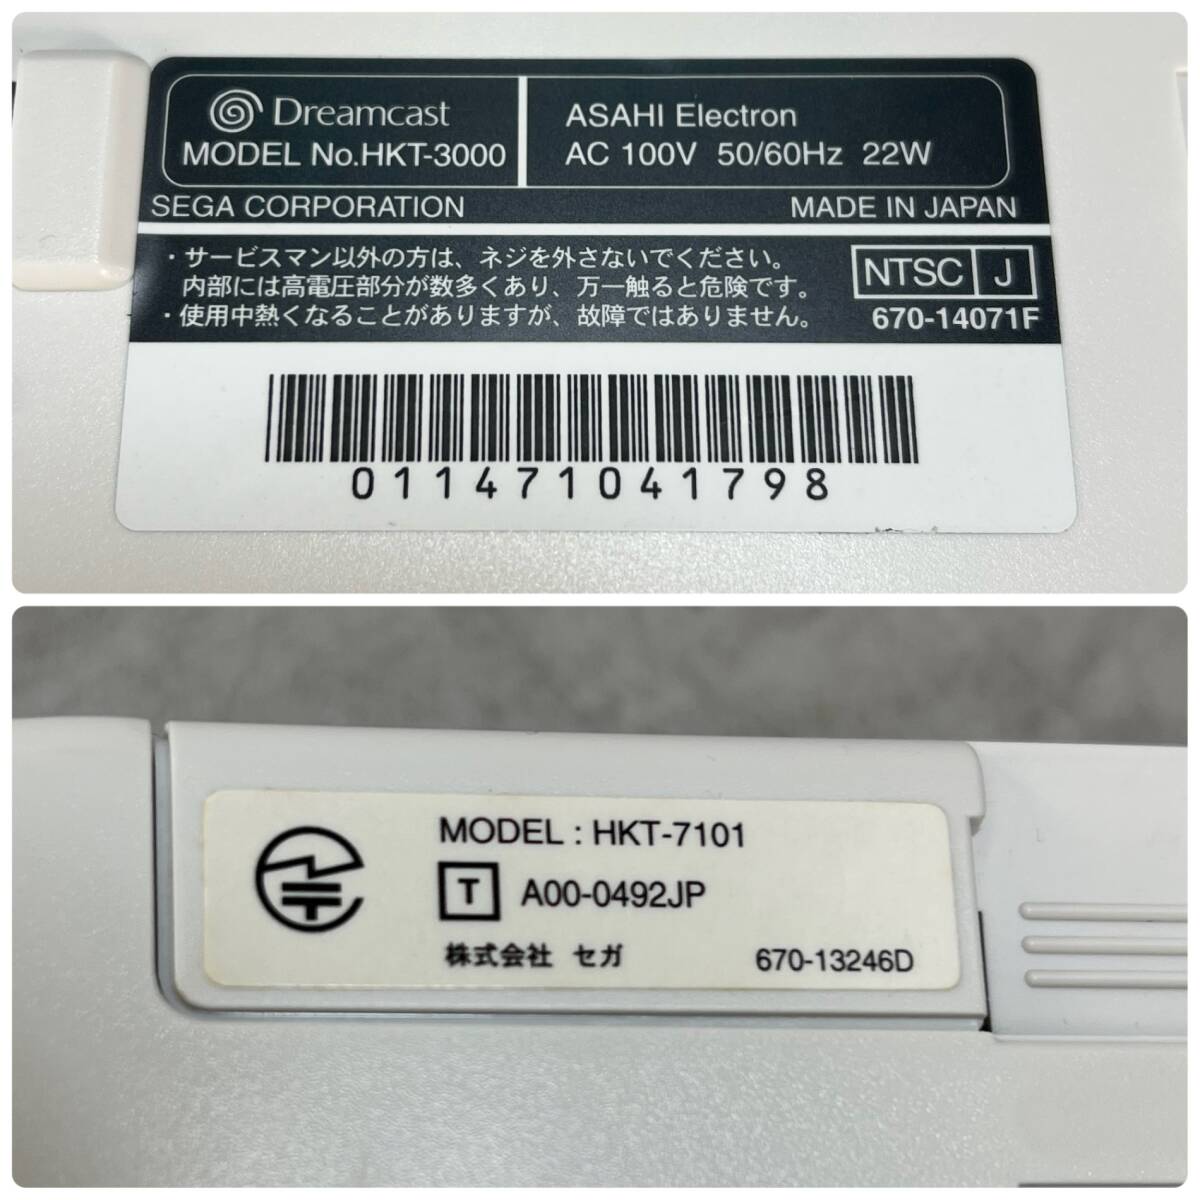 Dreamcast
MODEL No.HKT-3000
ASAHI Electron
AC 100V 50/60Hz 22W
SEGA CORPORATION
MADE IN JAPAN
・サービスマン以外の方は、ネジを外さないでください。
内部には高電圧部分が数多くあり、万一触ると危険です。
・使用中熱くなることがありますが、故障ではありません。
NTSC J
670-14071F
011471041798
MODEL : HKT-7101
T A00-0492JP
株式会社 セガ
670-13246D